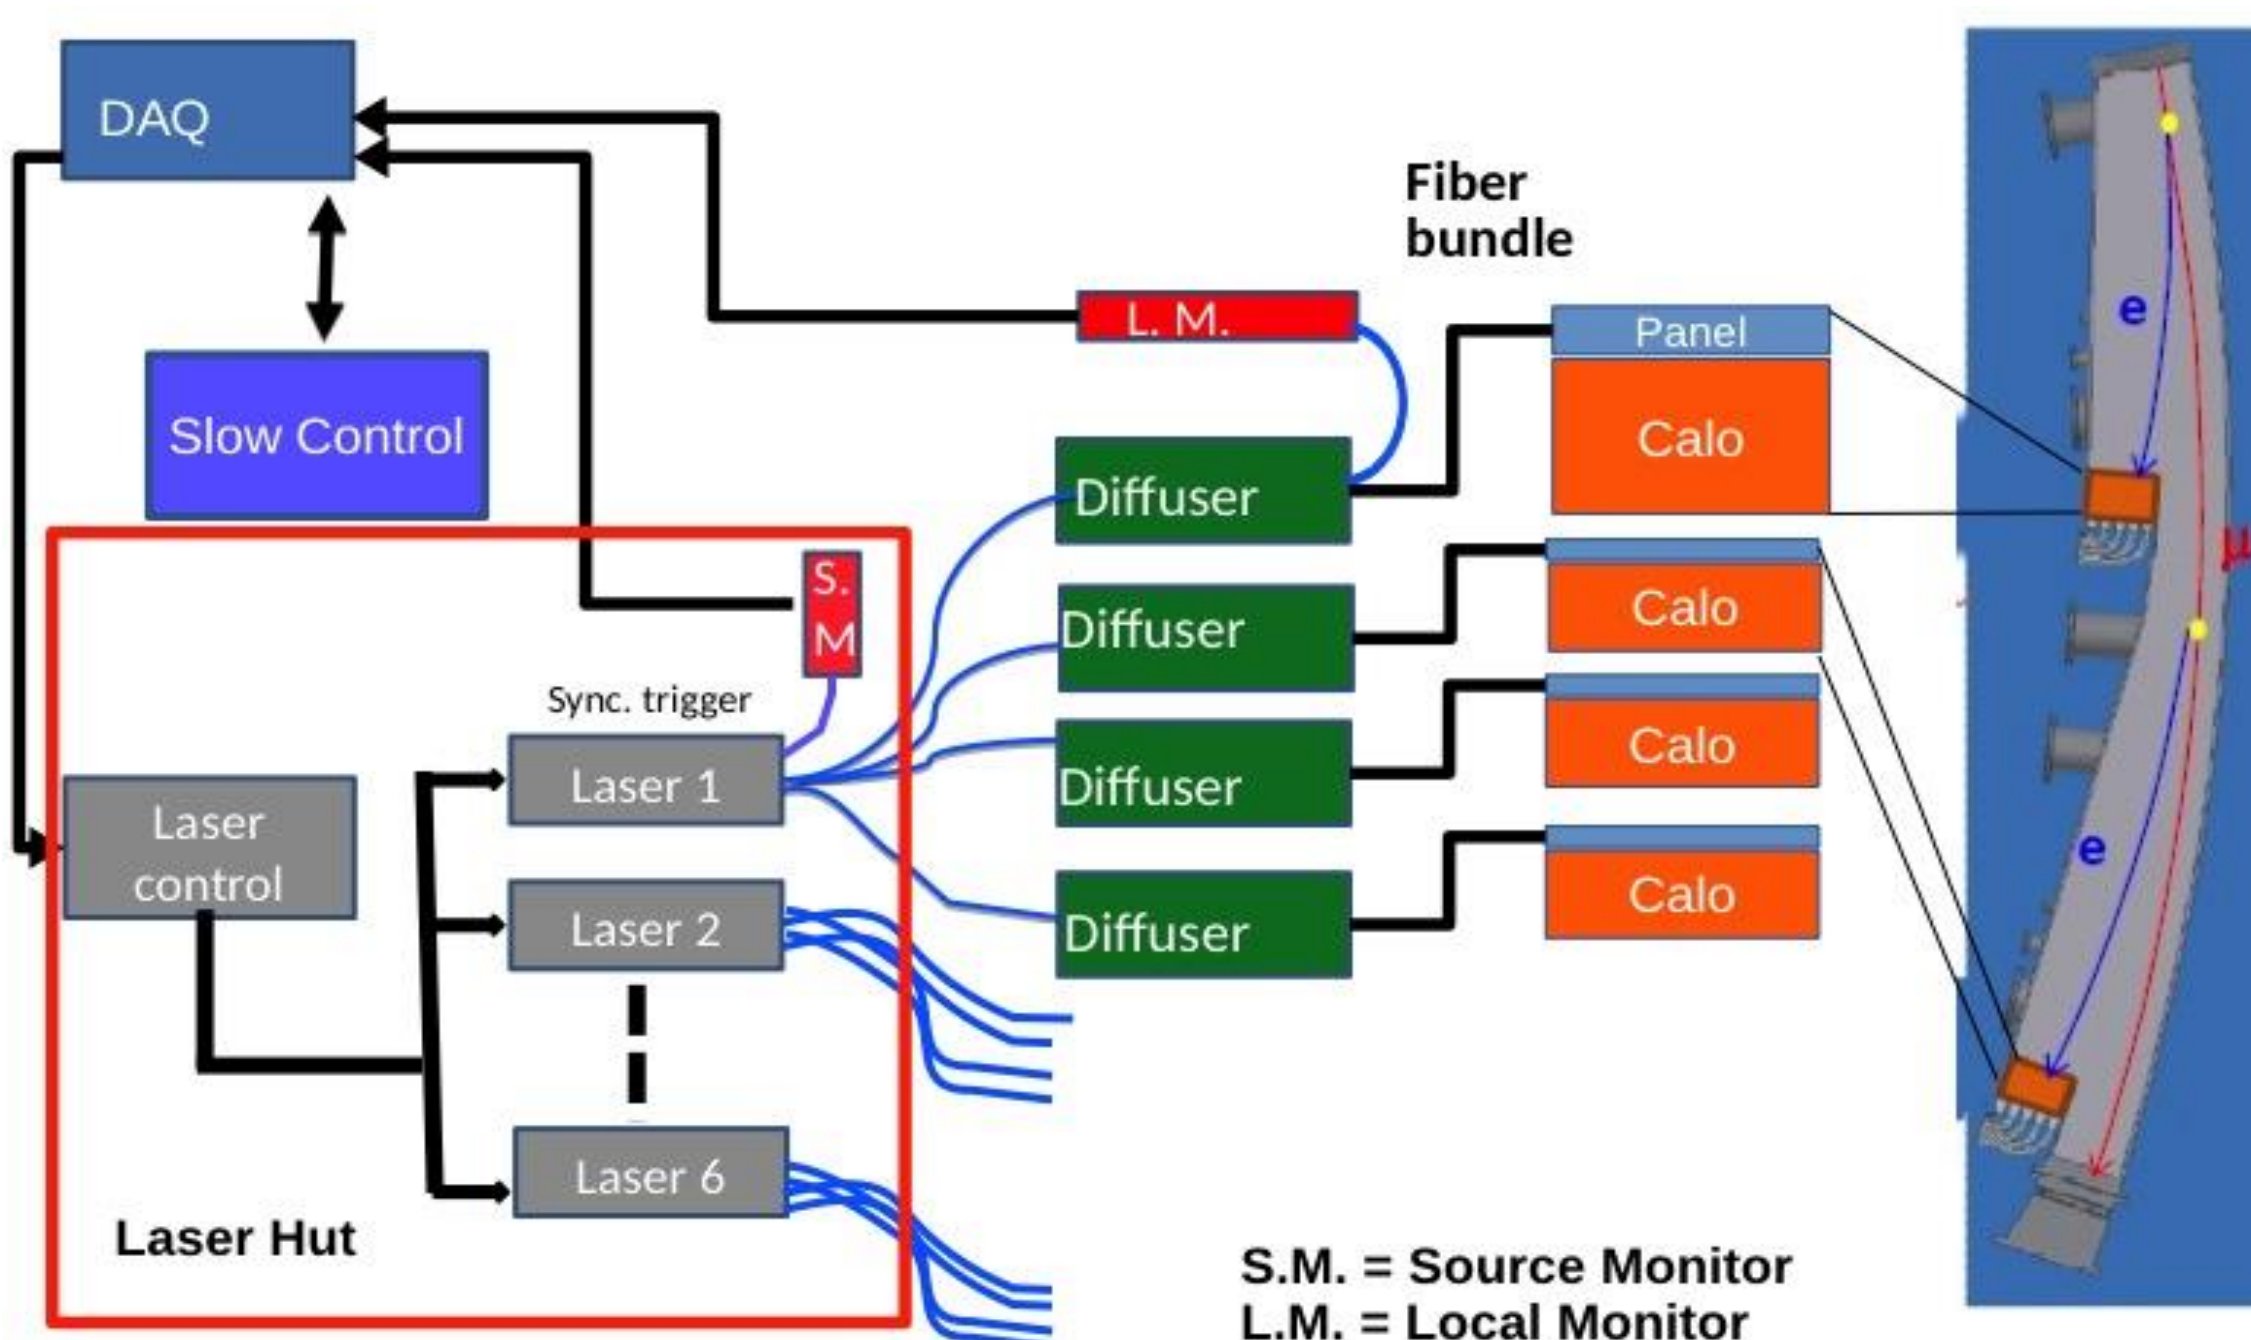 DAQ
Fiber
bundle
L. M.
Panel
e
Calo
Slow Control
Diffuser
S.
M
μ
Diffuser
Calo
Sync. trigger
Laser 1
Diffuser
Calo
Laser
control
e
Laser 2
Diffuser
Calo
Laser 6
Laser Hut
S.M. = Source Monitor
L.M. = Local Monitor